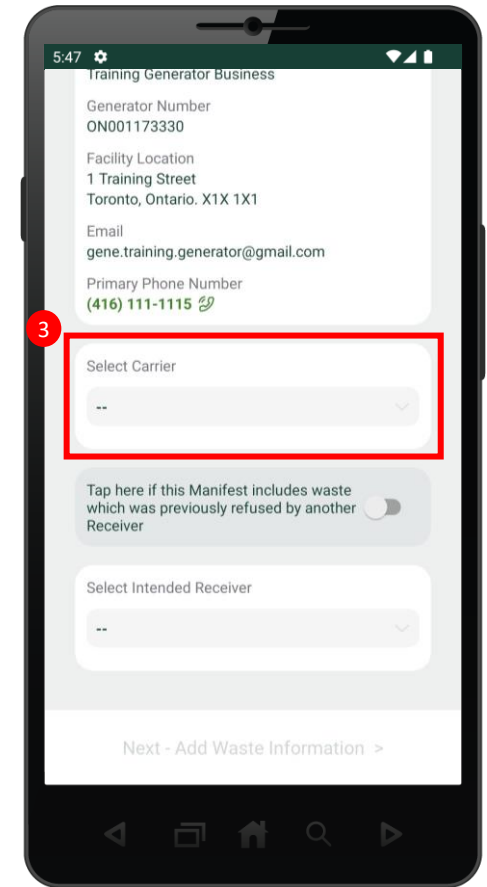 5:47
Training Generator Business
Generator Number
ON001173330
Facility Location
1 Training Street
Toronto, Ontario. X1X 1X1
Email
gene.training.generator@gmail.com
Primary Phone Number
(416) 111-1115
3
Select Carrier
--
Tap here if this Manifest includes waste
which was previously refused by another
Receiver
Select Intended Receiver
--
Next - Add Waste Information >